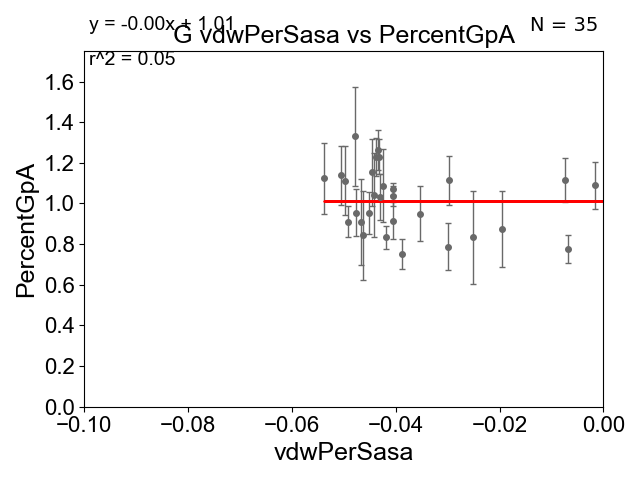 y = -0.00x + 1.01
N = 35
G vdwPerSasa vs PercentGpA
r^2 = 0.05
PercentGpA
1.6
1.4
1.2
1.0
0.8
0.6
0.4
0.2
0.0
−0.10 −0.08 −0.06 −0.04 −0.02 0.00
vdwPerSasa